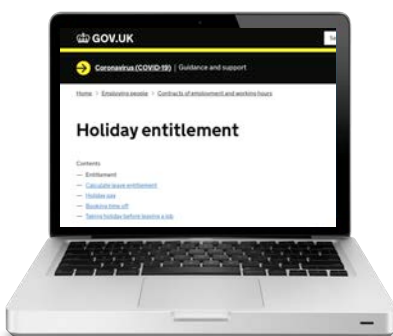 GOV.UK
Coronavirus (COVID-19) | Guidance and support
Home > Employing people > Contracts of employment and working hours
Holiday entitlement
Contents
— Entitlement
— Calculate leave entitlement
— Holiday pay
— Booking time off
— Taking holiday before leaving a job